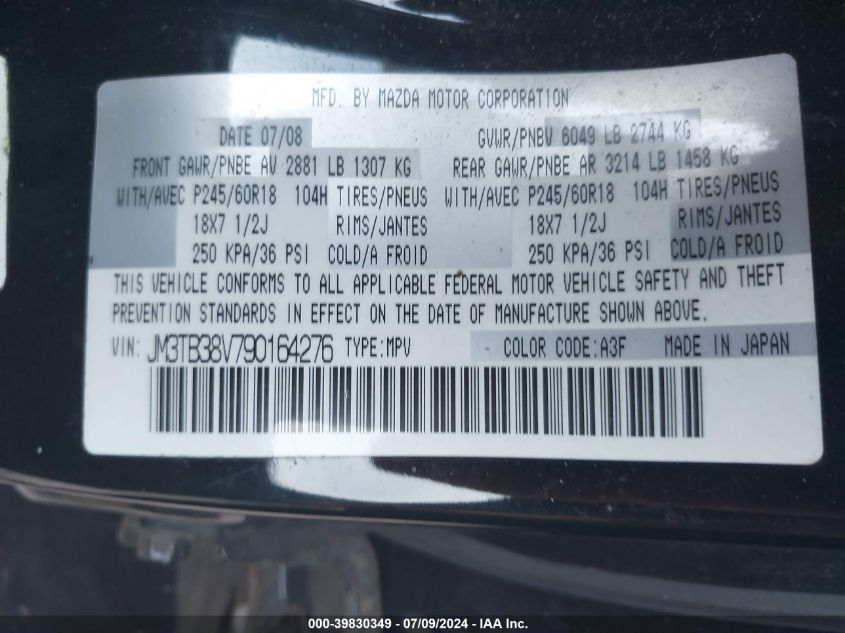 MFD. BY MAZDA MOTOR CORPORATION
DATE 07/08 GVWR/PNBV 6049 LB 2744 KG
FRONT GAWR/PNBE AV 2881 LB 1307 KG REAR GAWR/PNBE AR 3214 LB 1458 KG
WITH/AVEC P245/60R18 104H TIRES/PNEUS WITH/AVEC P245/60R18 104H TIRES/PNEUS
18X7 1/2J RIMS/JANTES 18X7 1/2J RIMS/JANTES
250 KPA/36 PSI COLD/A FROID 250 KPA/36 PSI COLD/A FROID
THIS VEHICLE CONFORMS TO ALL APPLICABLE FEDERAL MOTOR VEHICLE SAFETY AND THEFT
PREVENTION STANDARDS IN EFFECT ON THE DATE OF MANUFACTURE SHOWN ABOVE.
VIN: JM3TB38V790164276 TYPE:MPV COLOR CODE:A3F MADE IN JAPAN
000-39830349 - 07/09/2024 - IAA Inc.